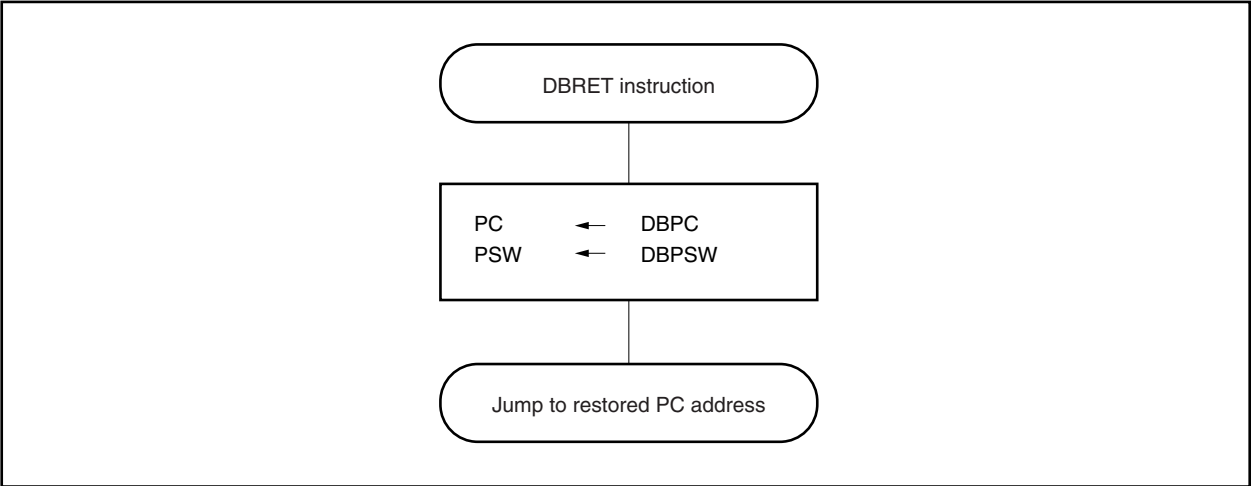 DBRET instruction
PC ← DBPC
PSW ← DBPSW
Jump to restored PC address